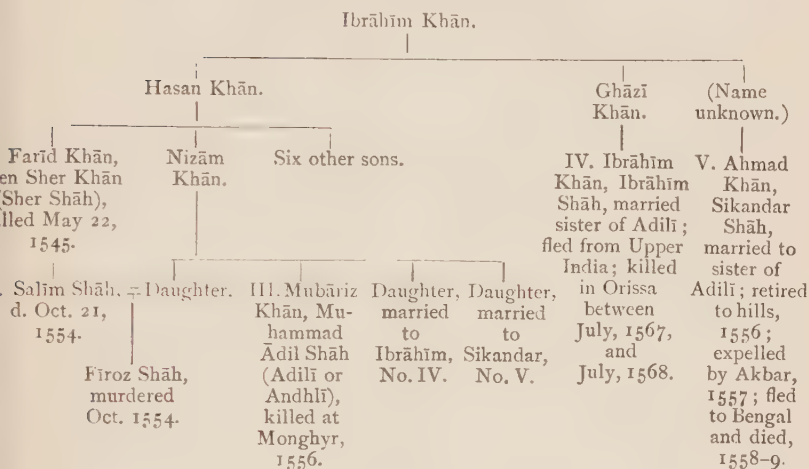 Ibrāhīm Khān.
Hasan Khān.
Ghāzī
Khān.
(Name
unknown.)
Farīd Khān,
en Sher Khān
(Sher Shāh),
lled May 22,
1545.
Nizām
Khān.
Six other sons.
IV. Ibrāhīm
Khān, Ibrāhīm
Shāh, married
sister of Adilī ;
fled from Upper
India; killed
in Orissa
between
July, 1567,
and
July, 1568.
V. Ahmad
Khān,
Sikandar
Shāh,
married to
sister of
Adilī ; retired
to hills,
1556 ;
expelled
by Akbar,
1557 ; fled
to Bengal
and died,
1558–9.
. Salīm Shāh, = Daughter.
d. Oct. 21,
1554.
Fīroz Shāh,
murdered
Oct. 1554.
III. Mubāriz
Khān, Mu-
hammad
Ādil Shāh
(Adilī or
Andhlī),
killed at
Monghyr,
1556.
Daughter,
married
to
Ibrāhīm,
No. IV.
Daughter,
married
to
Sikandar,
No. V.